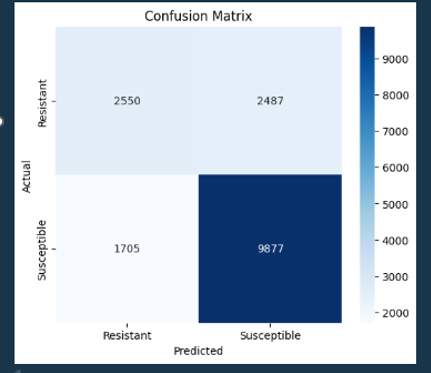 Confusion Matrix
Resistant
2550
2487
Susceptible
1705
9877
Actual
Resistant
Susceptible
Predicted
9000
8000
7000
6000
5000
4000
3000
2000